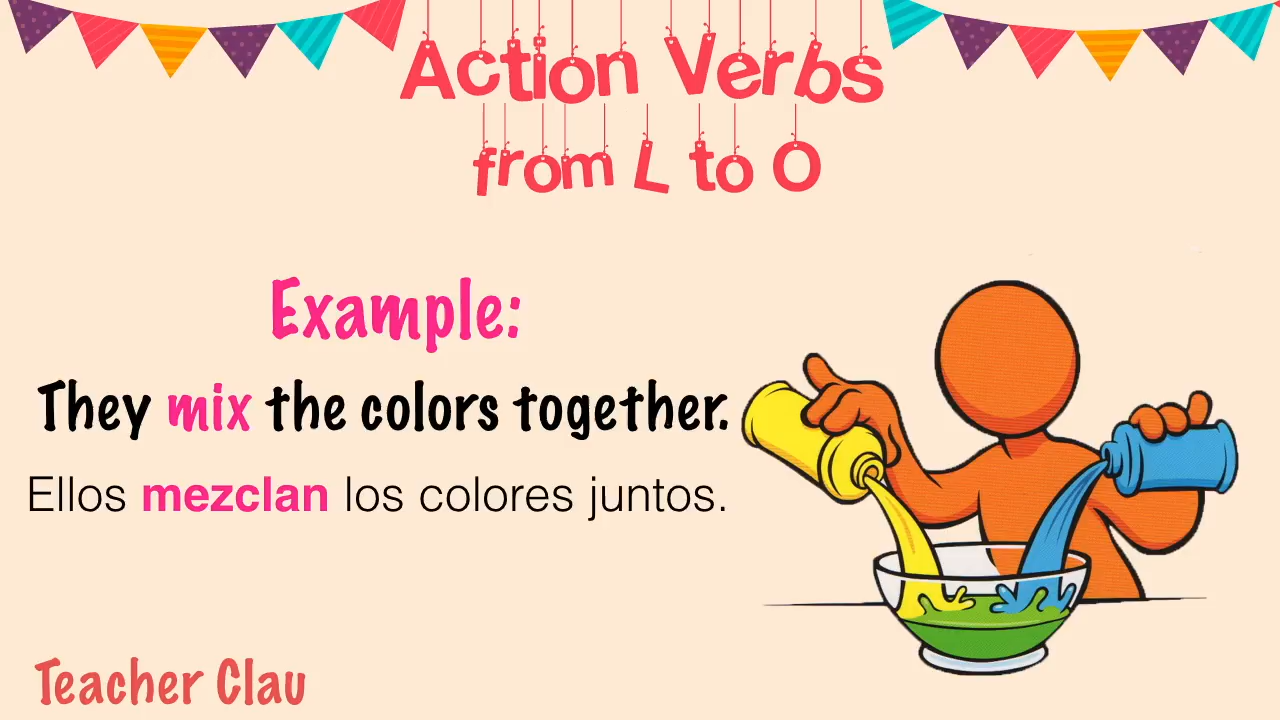 Action Verbs
from L to O
Example:
They mix the colors together.
Ellos mezclan los colores juntos.
Teacher Clau